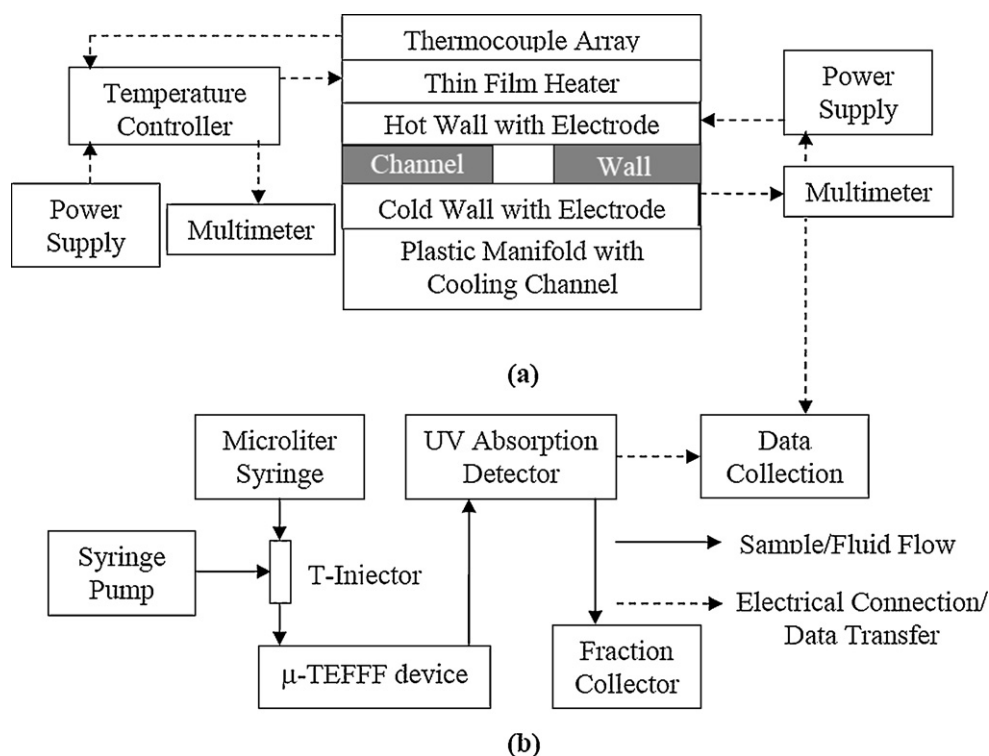 Thermocouple Array
Thin Film Heater
Hot Wall with Electrode
Channel
Wall
Cold Wall with Electrode
Plastic Manifold with
Cooling Channel
Temperature
Controller
Power
Supply
Multimeter
Power
Supply
Multimeter
(a)
Microliter
Syringe
UV Absorption
Detector
Data
Collection
Syringe
Pump
T-Injector
μ-TEFFF device
Fraction
Collector
Sample/Fluid Flow
Electrical Connection/
Data Transfer
(b)